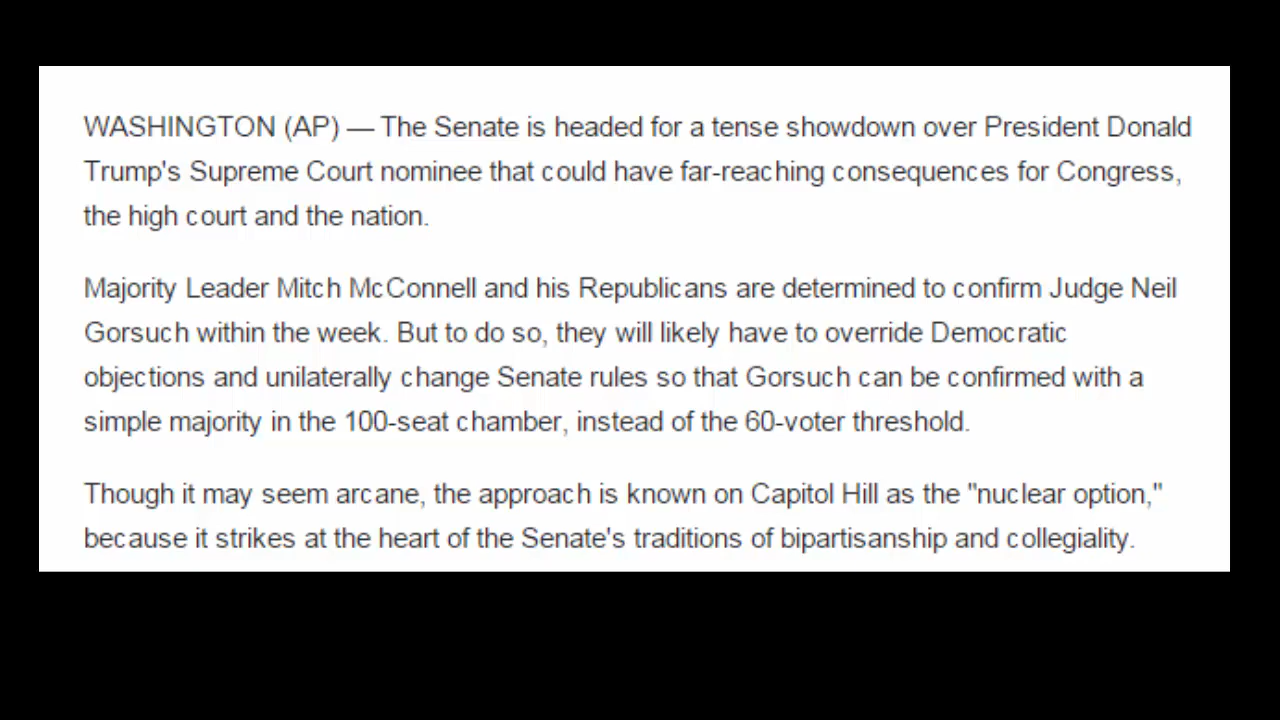 WASHINGTON (AP) — The Senate is headed for a tense showdown over President Donald
Trump's Supreme Court nominee that could have far-reaching consequences for Congress,
the high court and the nation.
Majority Leader Mitch McConnell and his Republicans are determined to confirm Judge Neil
Gorsuch within the week. But to do so, they will likely have to override Democratic
objections and unilaterally change Senate rules so that Gorsuch can be confirmed with a
simple majority in the 100-seat chamber, instead of the 60-voter threshold.
Though it may seem arcane, the approach is known on Capitol Hill as the "nuclear option,"
because it strikes at the heart of the Senate's traditions of bipartisanship and collegiality.